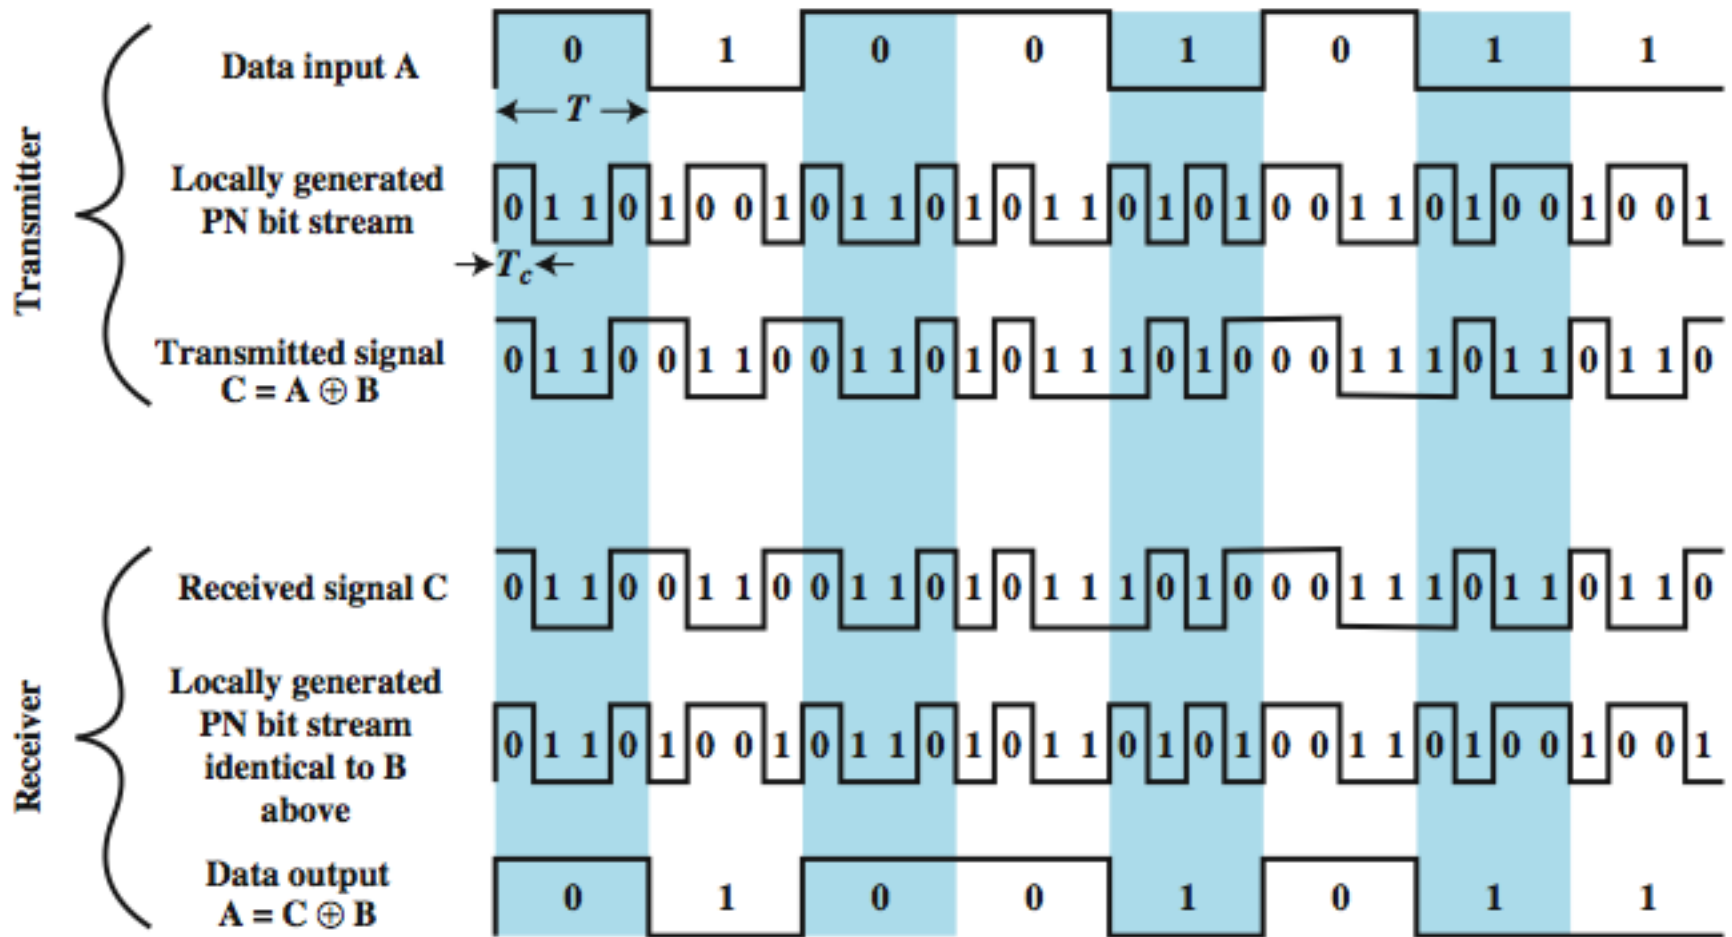 Transmitter
Data input A
0 1 0 0 1 0 1 1
T
Locally generated
PN bit stream
0 1 1 0 1 0 0 1 0 1 1 0 1 0 1 1 0 1 0 1 0 0 1 1 0 1 0 0 1 0 0 1
Tc
Transmitted signal
C = A ⊕ B
0 1 1 0 0 1 1 0 0 1 1 0 1 0 1 1 1 0 1 0 0 0 1 1 1 0 1 1 0 1 1 0
Receiver
Received signal C
0 1 1 0 0 1 1 0 0 1 1 0 1 0 1 1 1 0 1 0 0 0 1 1 1 0 1 1 0 1 1 0
Locally generated
PN bit stream
identical to B
above
0 1 1 0 1 0 0 1 0 1 1 0 1 0 1 1 0 1 0 1 0 0 1 1 0 1 0 0 1 0 0 1
Data output
A = C ⊕ B
0 1 0 0 1 0 1 1